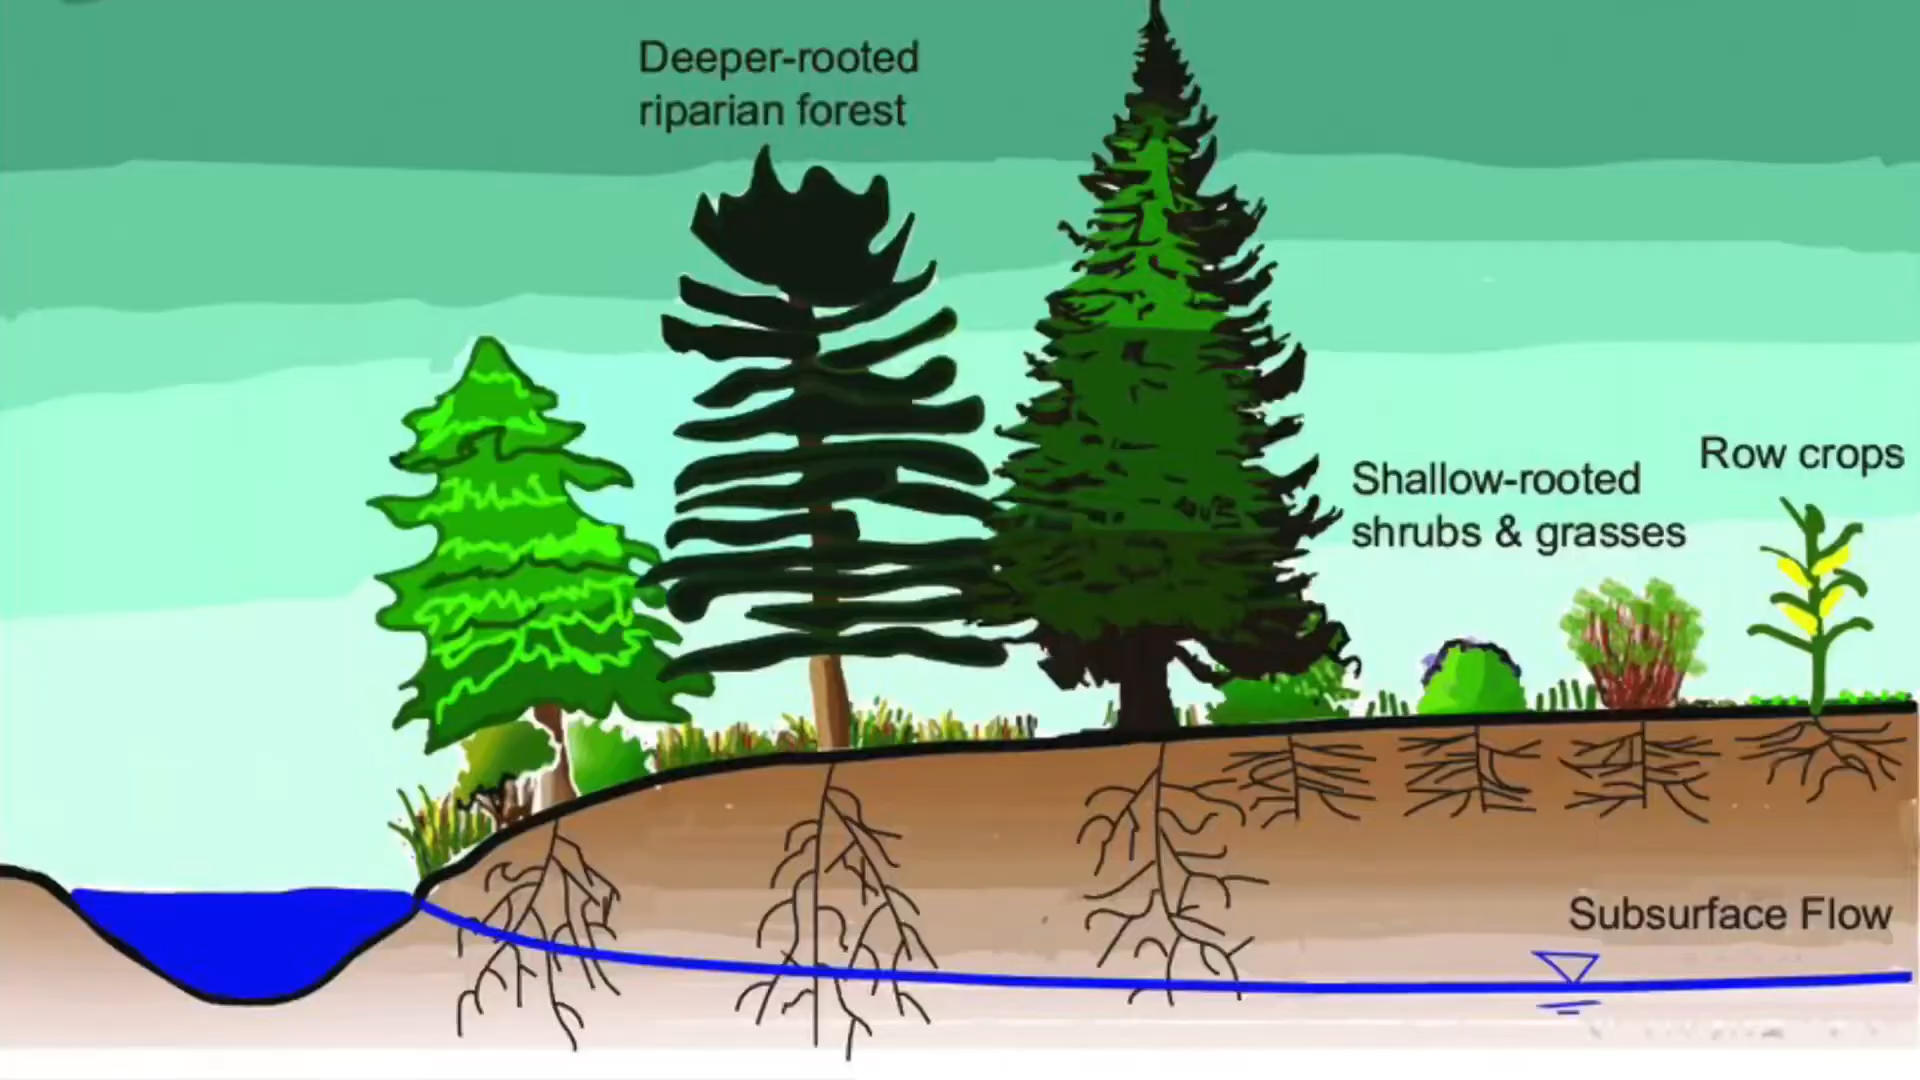 Deeper-rooted
riparian forest
Row crops
Shallow-rooted
shrubs & grasses
Subsurface Flow